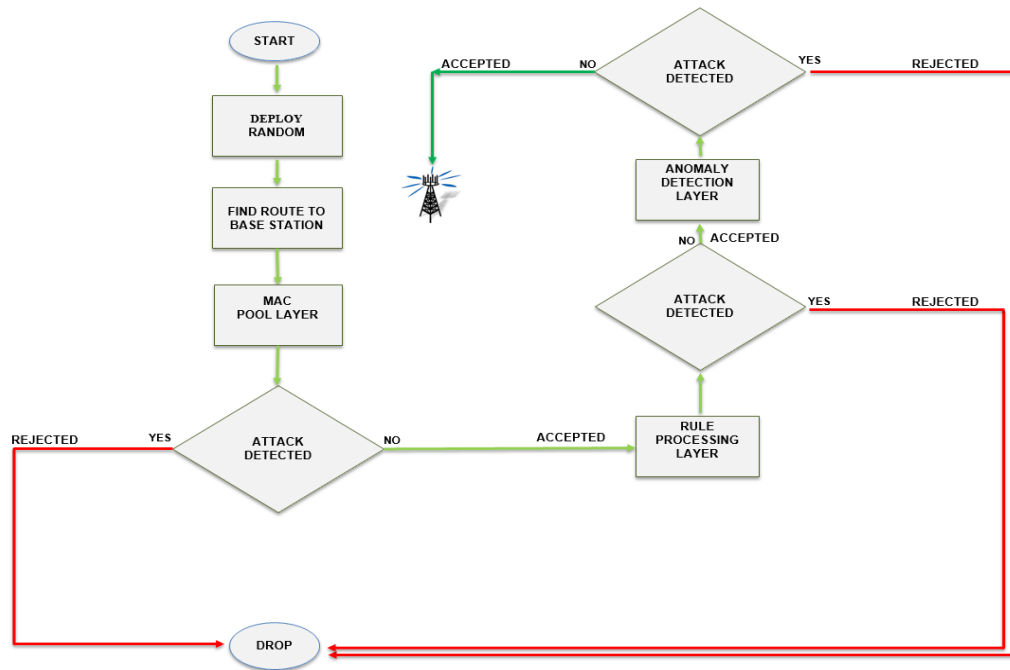 START
DEPLOY
RANDOM
FIND ROUTE TO
BASE STATION
MAC
POOL LAYER
ATTACK
DETECTED
YES
REJECTED
NO
ACCEPTED
RULE
PROCESSING
LAYER
ATTACK
DETECTED
YES
REJECTED
NO
ACCEPTED
ANOMALY
DETECTION
LAYER
ATTACK
DETECTED
YES
REJECTED
NO
ACCEPTED
DROP